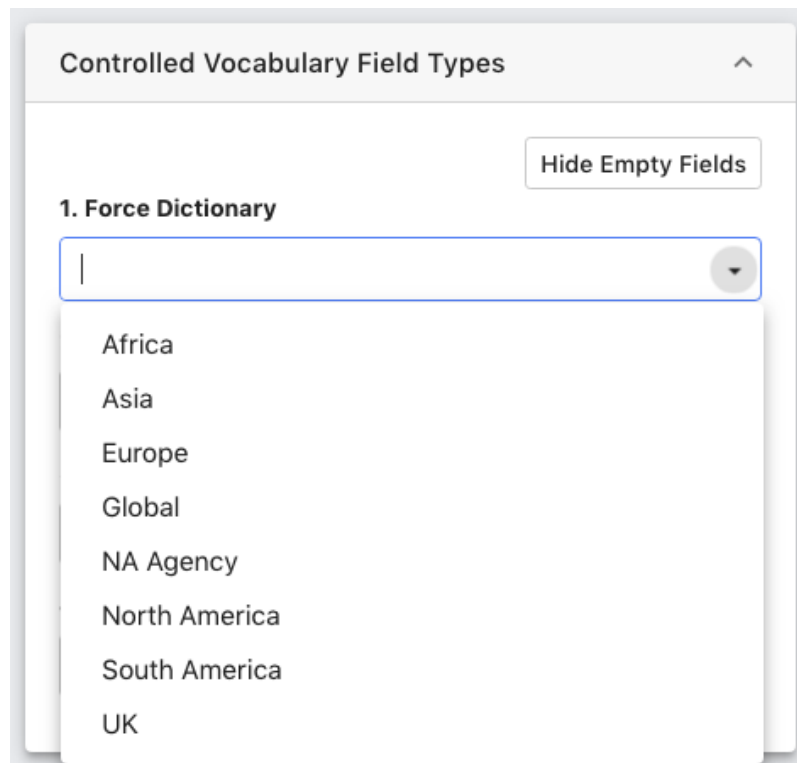 Controlled Vocabulary Field Types
Hide Empty Fields
1. Force Dictionary
Africa
Asia
Europe
Global
NA Agency
North America
South America
UK